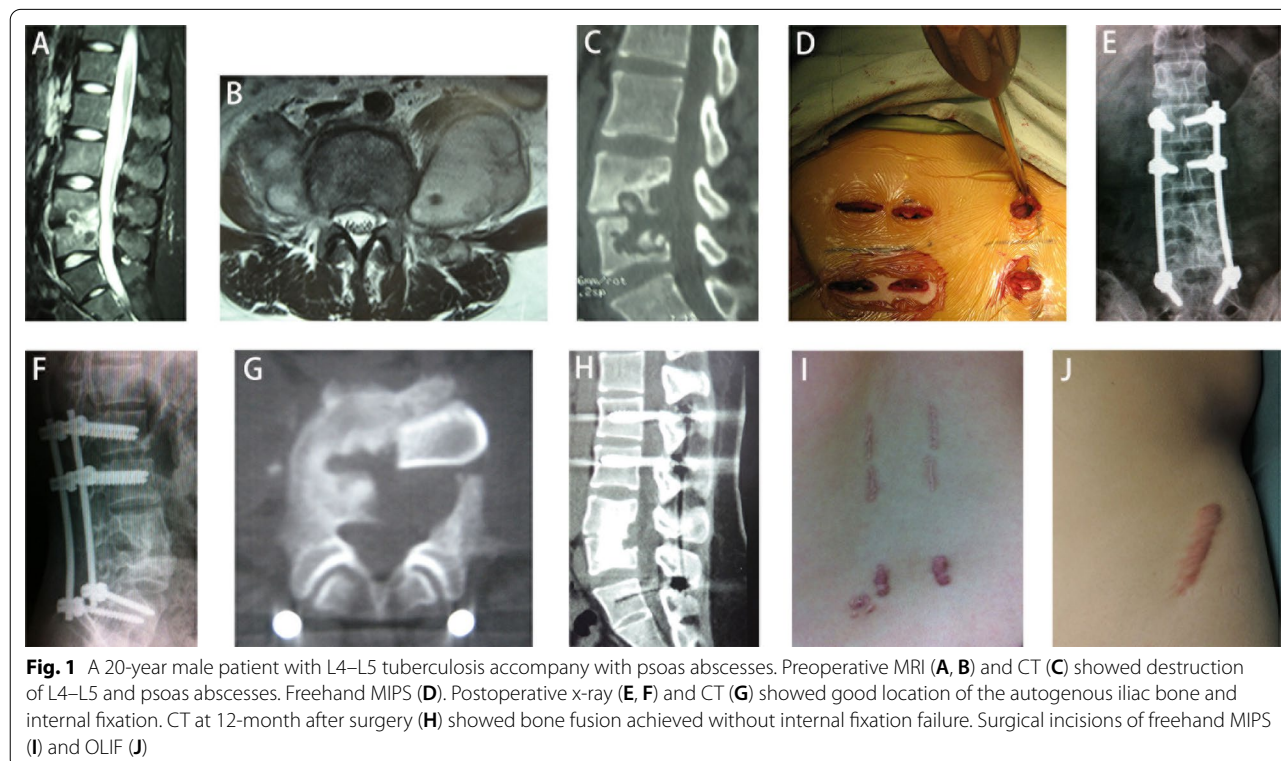 A
B
C
D
E
F
G
H
I
J
Fig. 1 A 20-year male patient with L4–L5 tuberculosis accompany with psoas abscesses. Preoperative MRI (A, B) and CT (C) showed destruction
of L4–L5 and psoas abscesses. Freehand MIPS (D). Postoperative x-ray (E, F) and CT (G) showed good location of the autogenous iliac bone and
internal fixation. CT at 12-month after surgery (H) showed bone fusion achieved without internal fixation failure. Surgical incisions of freehand MIPS
(I) and OLIF (J)